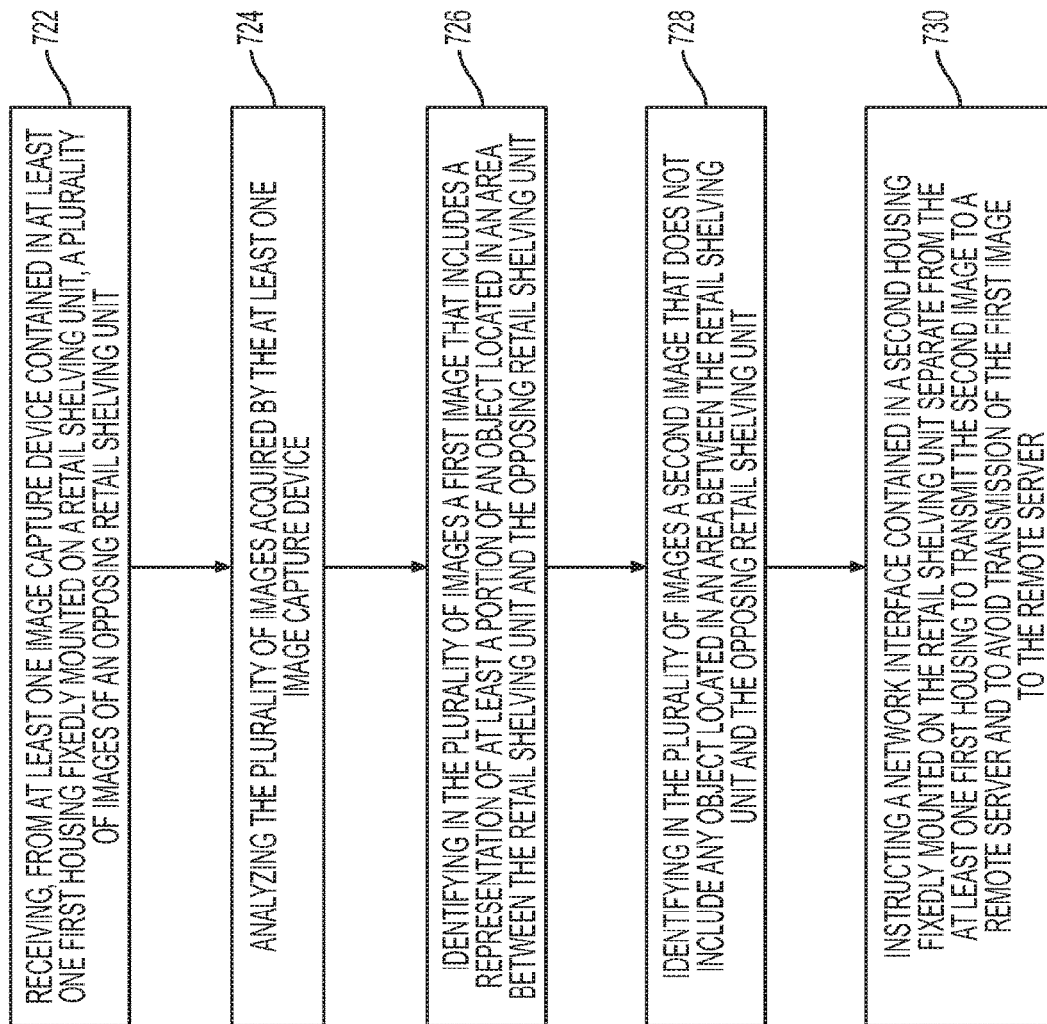 RECEIVING, FROM AT LEAST ONE IMAGE CAPTURE DEVICE CONTAINED IN AT LEAST
ONE FIRST HOUSING FIXEDLY MOUNTED ON A RETAIL SHELVING UNIT, A PLURALITY
OF IMAGES OF AN OPPOSING RETAIL SHELVING UNIT
722
ANALYZING THE PLURALITY OF IMAGES ACQUIRED BY THE AT LEAST ONE
IMAGE CAPTURE DEVICE
724
IDENTIFYING IN THE PLURALITY OF IMAGES A FIRST IMAGE THAT INCLUDES A
REPRESENTATION OF AT LEAST A PORTION OF AN OBJECT LOCATED IN AN AREA
BETWEEN THE RETAIL SHELVING UNIT AND THE OPPOSING RETAIL SHELVING UNIT
726
IDENTIFYING IN THE PLURALITY OF IMAGES A SECOND IMAGE THAT DOES NOT
INCLUDE ANY OBJECT LOCATED IN AN AREA BETWEEN THE RETAIL SHELVING
UNIT AND THE OPPOSING RETAIL SHELVING UNIT
728
INSTRUCTING A NETWORK INTERFACE CONTAINED IN A SECOND HOUSING
FIXEDLY MOUNTED ON THE RETAIL SHELVING UNIT SEPARATE FROM THE
AT LEAST ONE FIRST HOUSING TO TRANSMIT THE SECOND IMAGE TO A
REMOTE SERVER AND TO AVOID TRANSMISSION OF THE FIRST IMAGE
TO THE REMOTE SERVER
730